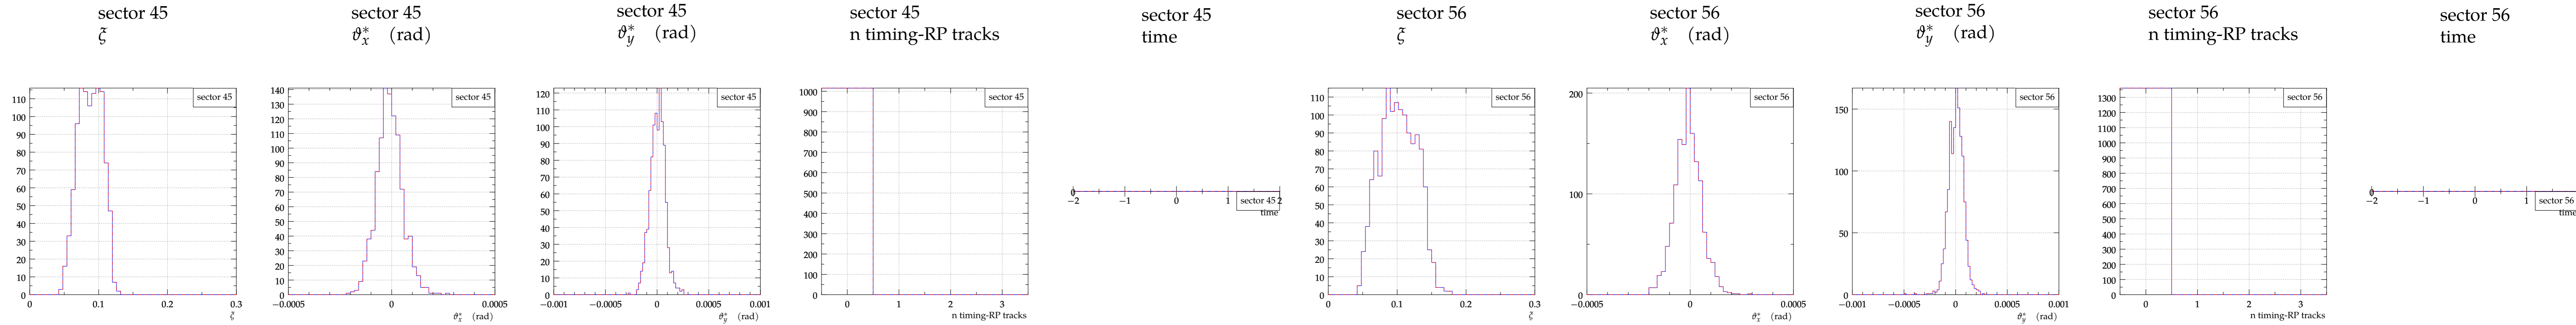 sector 45
ξ
sector 45
ϑ*x (rad)
sector 45
ϑ*y (rad)
sector 45
n timing-RP tracks
sector 45
time
sector 56
ξ
sector 56
ϑ*x (rad)
sector 56
ϑ*y (rad)
sector 56
n timing-RP tracks
sector 56
time
sector 45
110
100
90
80
70
60
50
40
30
20
10
0
0 0.1 0.2 0.3
ξ
sector 45
140
130
120
110
100
90
80
70
60
50
40
30
20
10
0
−0.0005 0 0.0005
ϑ*x (rad)
sector 45
120
110
100
90
80
70
60
50
40
30
20
10
0
−0.001 −0.0005 0 0.0005 0.001
ϑ*y (rad)
sector 45
1000
900
800
700
600
500
400
300
200
100
0
0 1 2 3
n timing-RP tracks
0
−2 −1 0 1 2
sector 45
time
sector 56
110
100
90
80
70
60
50
40
30
20
10
0
0 0.1 0.2 0.3
ξ
sector 56
200
100
0
−0.0005 0 0.0005
ϑ*x (rad)
sector 56
150
100
50
0
−0.001 −0.0005 0 0.0005 0.001
ϑ*y (rad)
sector 56
1300
1200
1100
1000
900
800
700
600
500
400
300
200
100
0
0 1 2 3
n timing-RP tracks
0
−2 −1 0 1
sector 56
time